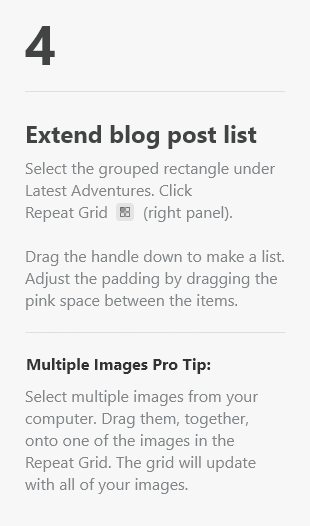 4
Extend blog post list
Select the grouped rectangle under
Latest Adventures. Click
Repeat Grid (right panel).
Drag the handle down to make a list.
Adjust the padding by dragging the
pink space between the items.
Multiple Images Pro Tip:
Select multiple images from your
computer. Drag them, together,
onto one of the images in the
Repeat Grid. The grid will update
with all of your images.